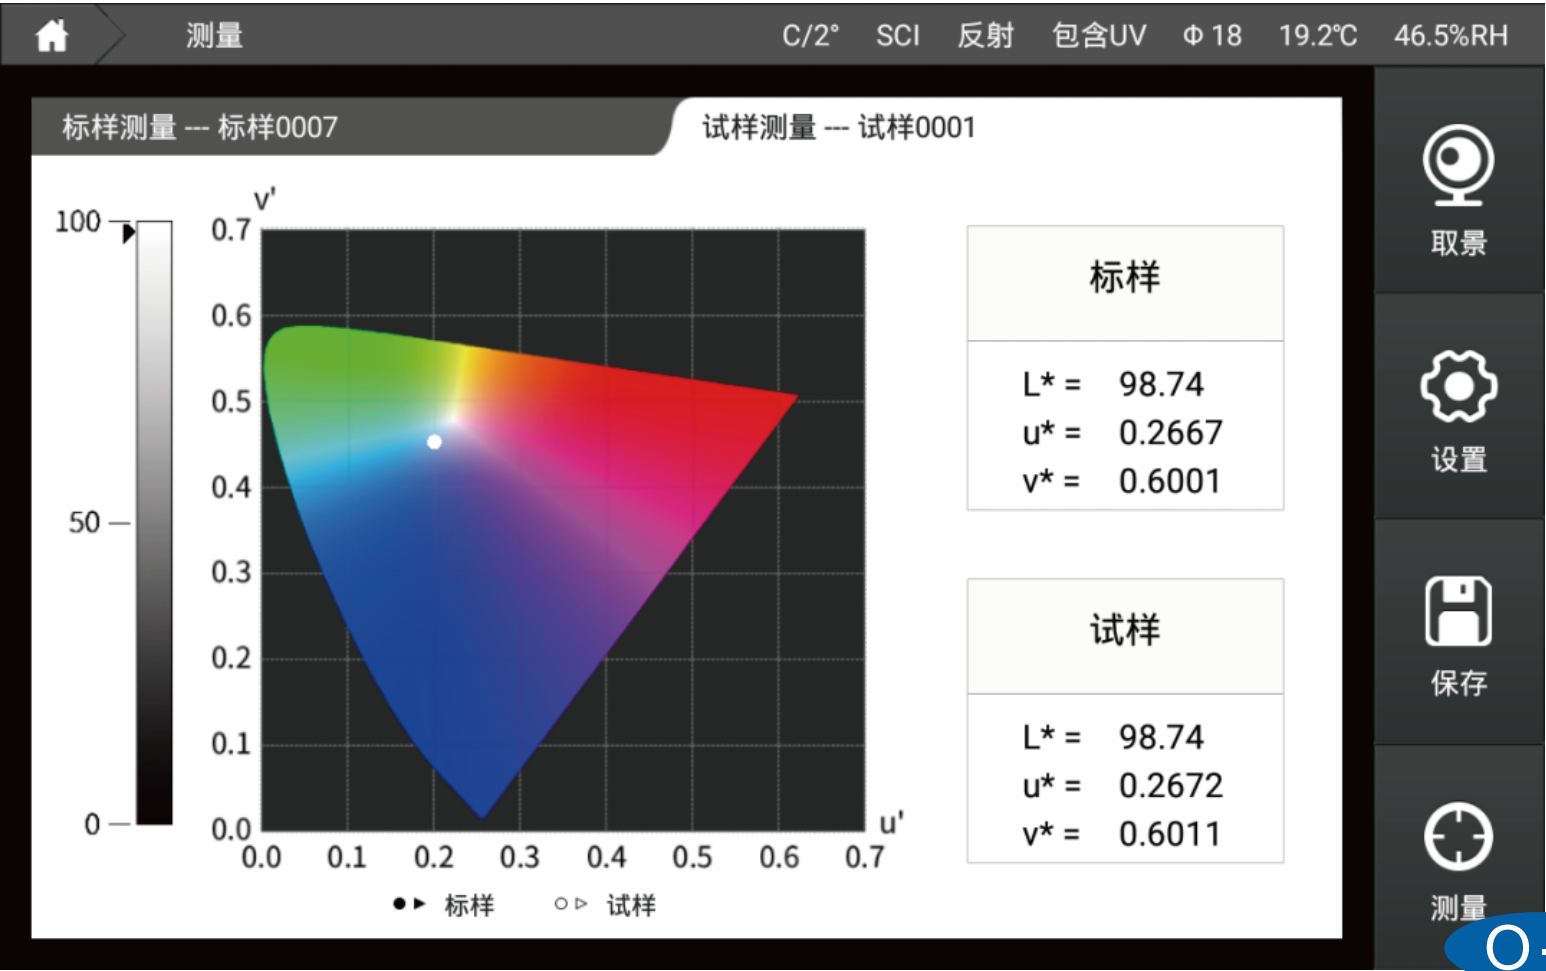 测量 C/2° SCI 反射 包含UV Φ 18 19.2℃ 46.5%RH
标样测量 --- 标样0007
试样测量 --- 试样0001
100
50
0
v'
0.7
0.6
0.5
0.4
0.3
0.2
0.1
0.0
0.0 0.1 0.2 0.3 0.4 0.5 0.6 0.7
u'
●► 标样 ○▷ 试样
标样
L* = 98.74
u* = 0.2667
v* = 0.6001
试样
L* = 98.74
u* = 0.2672
v* = 0.6011
取景
设置
保存
测量